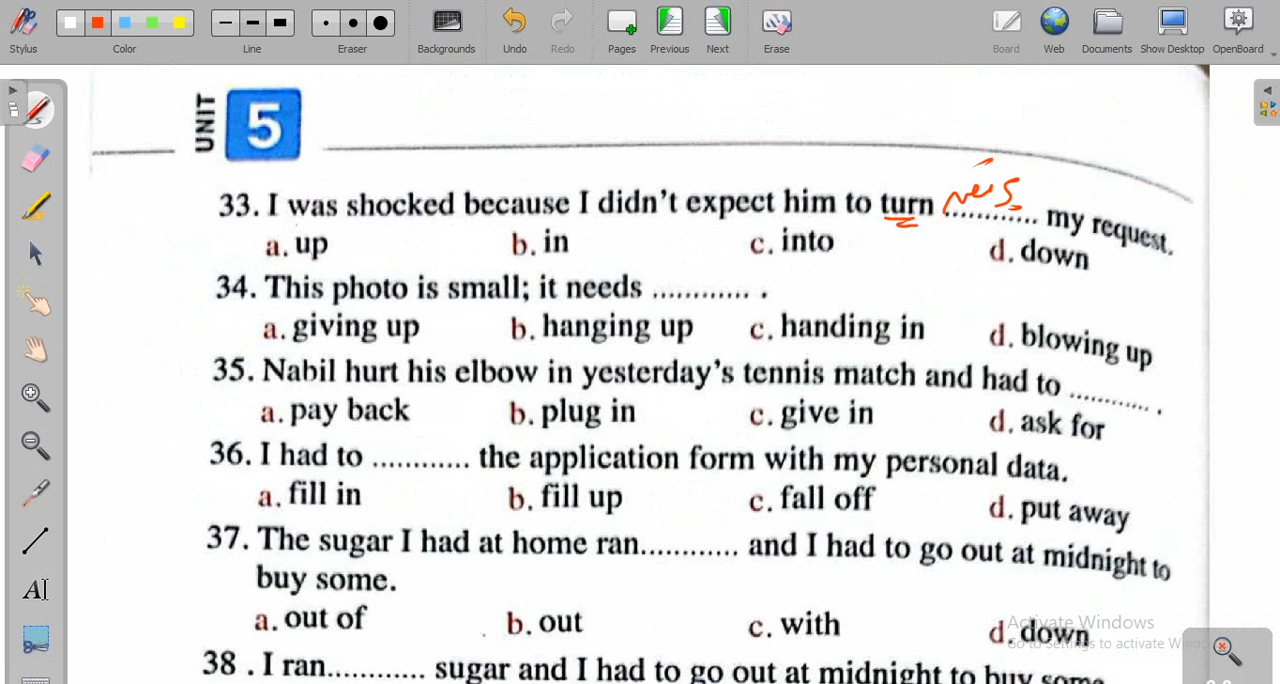 Stylus Color Line Eraser Backgrounds Undo Redo Pages Previous Next Erase Board Web Documents Show Desktop OpenBoard
UNIT 5
33. I was shocked because I didn't expect him to turn ............ my request.
a. up b. in c. into d. down
34. This photo is small; it needs ............ .
a. giving up b. hanging up c. handing in d. blowing up
35. Nabil hurt his elbow in yesterday's tennis match and had to ............ .
a. pay back b. plug in c. give in d. ask for
36. I had to ............ the application form with my personal data.
a. fill in b. fill up c. fall off d. put away
37. The sugar I had at home ran............ and I had to go out at midnight to
buy some.
a. out of b. out c. with d. down
Activate Windows
Go to Settings to activate
38 . I ran............ sugar and I had to go out at midnight to buy some